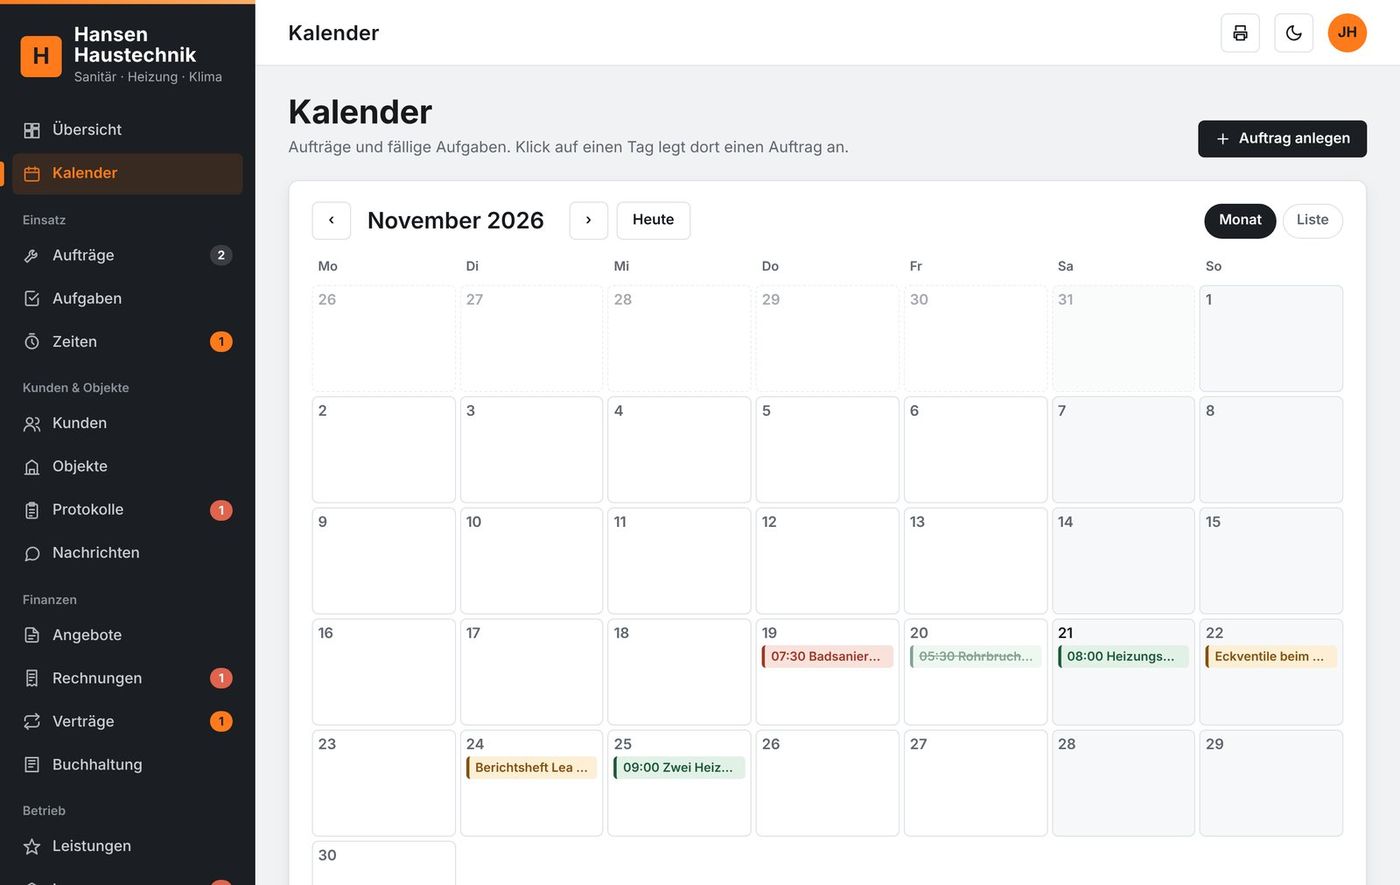 H
Hansen
Haustechnik
Sanitär · Heizung · Klima
Übersicht
Kalender
Einsatz
Aufträge 2
Aufgaben
Zeiten 1
Kunden & Objekte
Kunden
Objekte
Protokolle 1
Nachrichten
Finanzen
Angebote
Rechnungen 1
Verträge 1
Buchhaltung
Betrieb
Leistungen
Kalender
JH
Kalender
Aufträge und fällige Aufgaben. Klick auf einen Tag legt dort einen Auftrag an.
+ Auftrag anlegen
‹ November 2026 › Heute
Monat Liste
Mo Di Mi Do Fr Sa So
26 27 28 29 30 31 1
2 3 4 5 6 7 8
9 10 11 12 13 14 15
16 17 18 19 20 21 22
07:30 Badsanier... 05:30 Rohrbruch... 08:00 Heizungs... Eckventile beim ...
23 24 25 26 27 28 29
Berichtsheft Lea ... 09:00 Zwei Heiz...
30